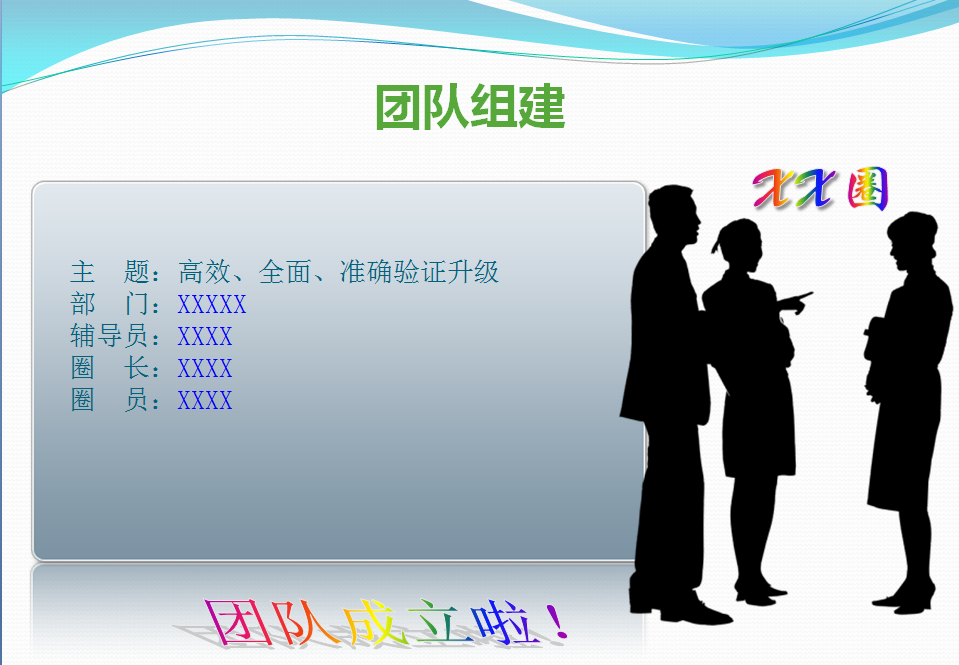 团队组建
XX圈
主　题：高效、全面、准确验证升级
部　门：XXXXX
辅导员：XXXX
圈　长：XXXX
圈　员：XXXX
团队成立啦！